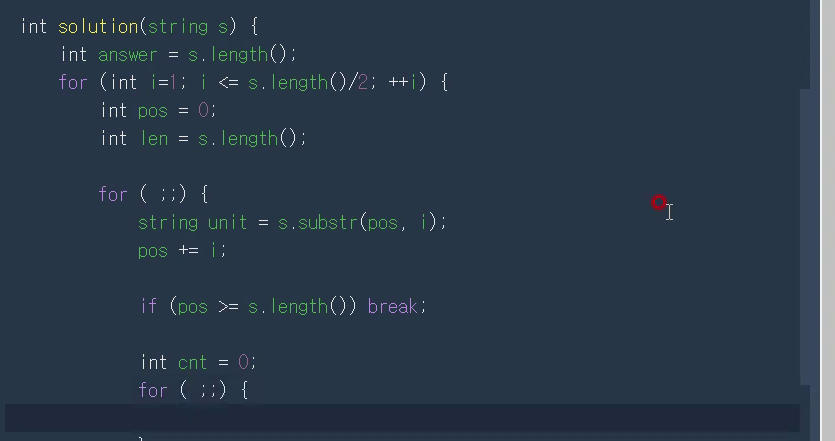 int solution(string s) {
int answer = s.length();
for (int i=1; i <= s.length()/2; ++i) {
int pos = 0;
int len = s.length();
for ( ;;) {
string unit = s.substr(pos, i);
pos += i;
if (pos >= s.length()) break;
int cnt = 0;
for ( ;;) {
}